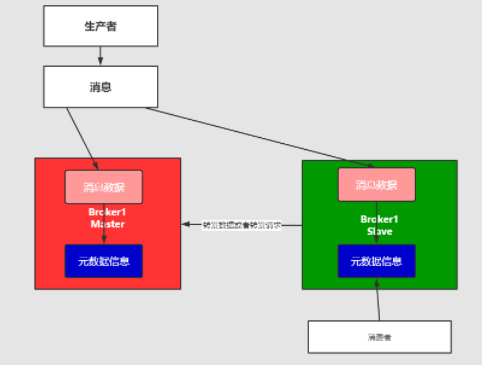 生产者
消息
消息数据
Broker1
Master
元数据信息
转发数据或者转发请求
消息数据
Broker1
Slave
元数据信息
消费者